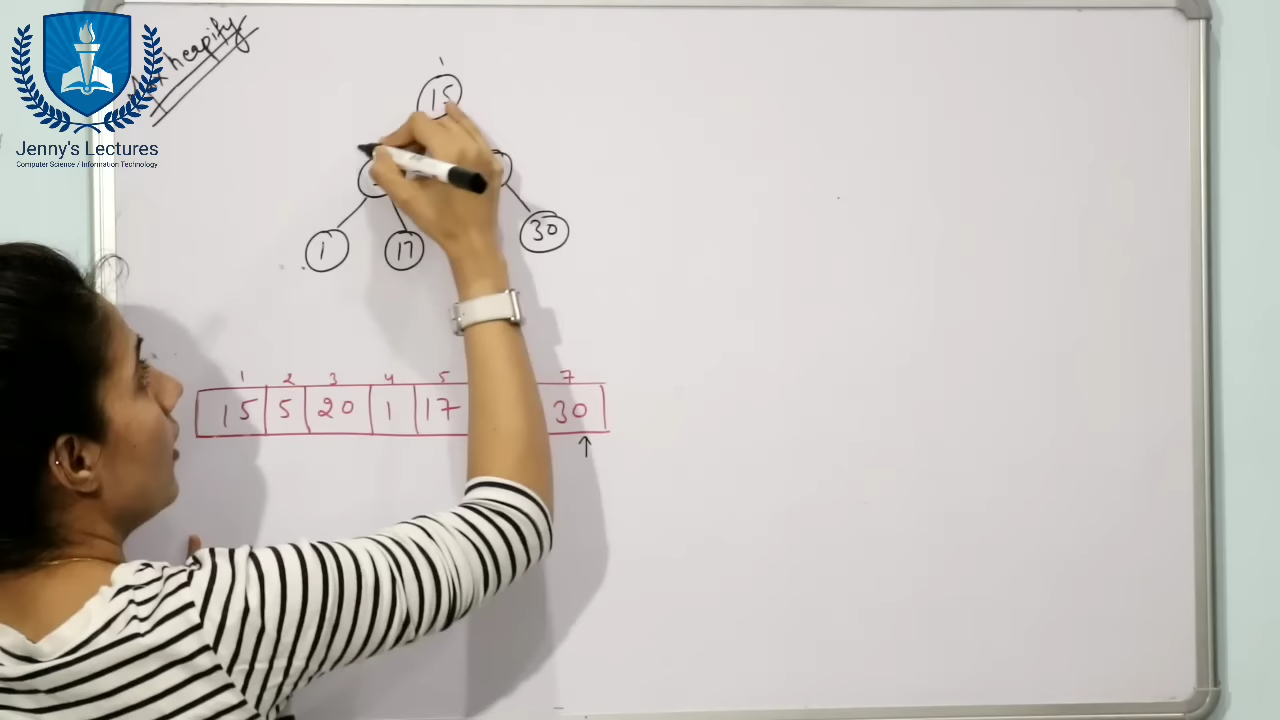 heapify
Jenny's Lectures
Computer Science / Information Technology
1
15
1 17 30
1 2 3 4 5 7
15 5 20 1 17 30